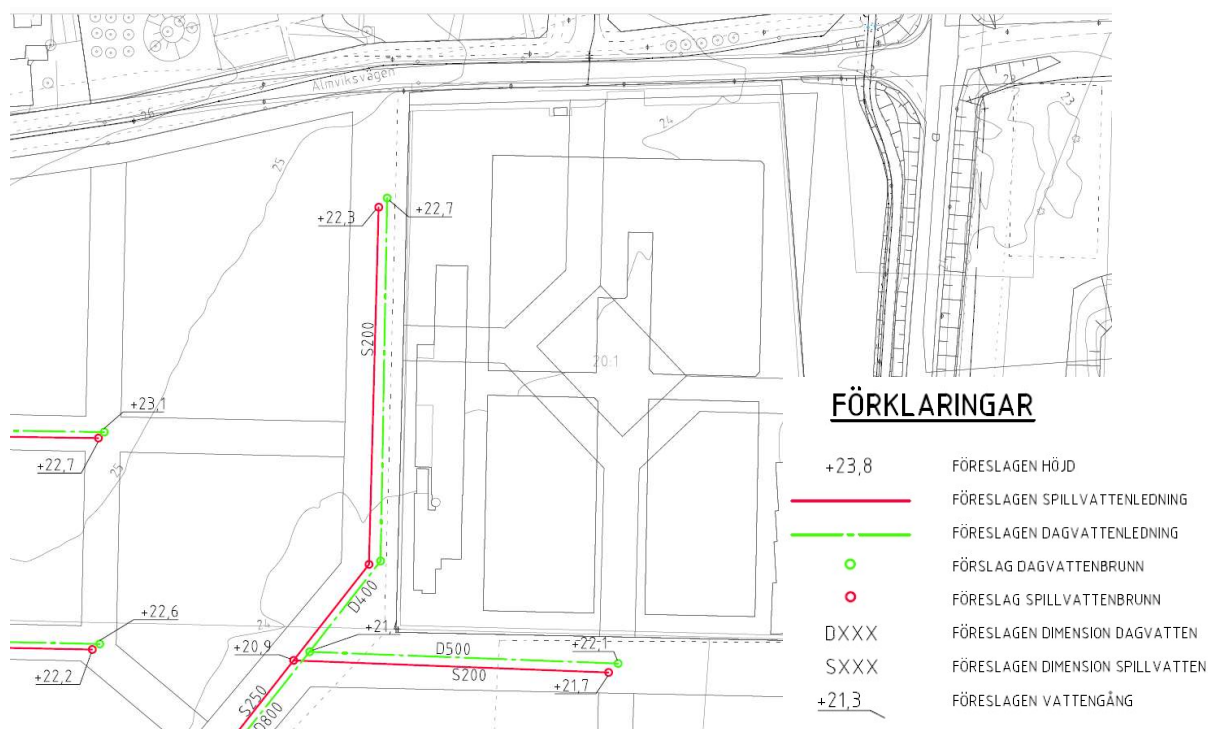 Almviksvägen
26
25
24
23
23
+22,3
+22,7
S200
20.1
+23,1
+22,7
25
D400
+22,6
24
+21,4
+20,9
D500
+22,1
+22,2
S200
+21,7
S250
D800
FÖRKLARINGAR
+23,8 FÖRESLAGEN HÖJD
FÖRESLAGEN SPILLVATTENLEDNING
FÖRESLAGEN DAGVATTENLEDNING
FÖRSLAG DAGVATTENBRUNN
FÖRESLAG SPILLVATTENBRUNN
DXXX FÖRESLAGEN DIMENSION DAGVATTEN
SXXX FÖRESLAGEN DIMENSION SPILLVATTEN
+21,3 FÖRESLAGEN VATTENGÅNG